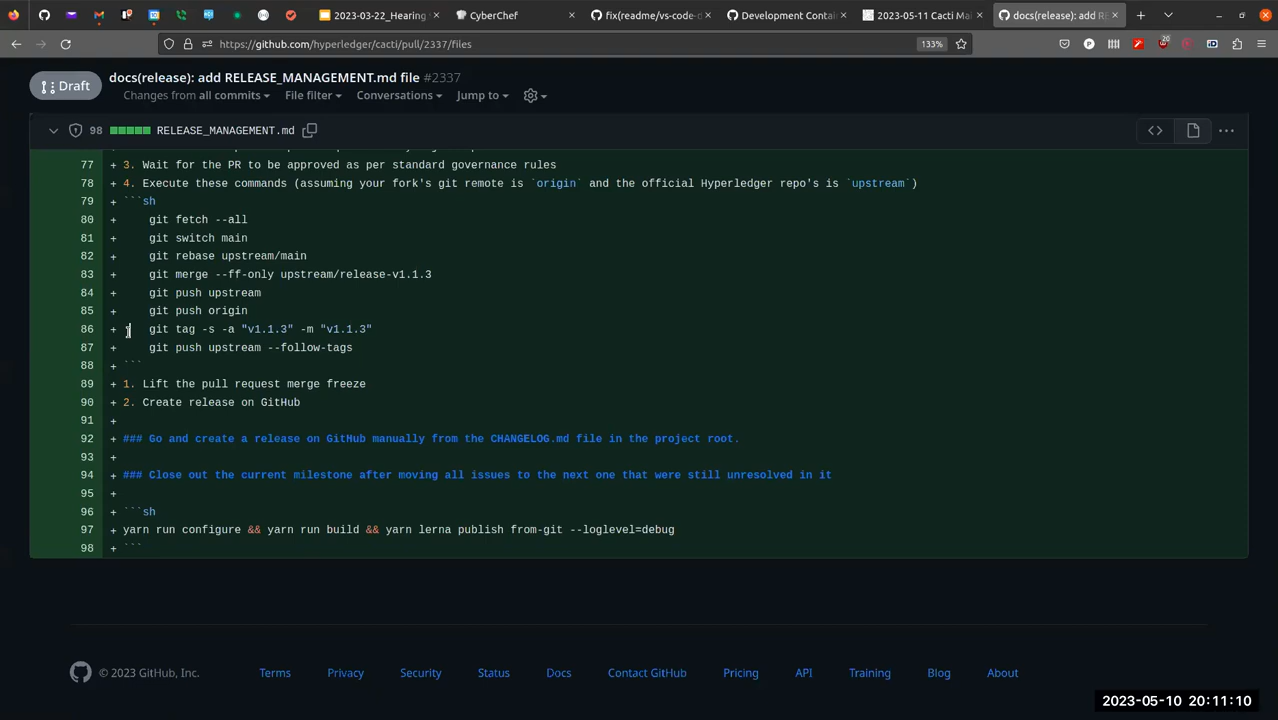 2023-03-22_Hearing
CyberChef
fix(readme/vs-code-d
Development Contai
2023-05-11 Cacti Mai
docs(release): add RE
https://github.com/hyperledger/cacti/pull/2337/files
133%
20
Draft
docs(release): add RELEASE_MANAGEMENT.md file #2337
Changes from all commits
File filter
Conversations
Jump to
98 RELEASE_MANAGEMENT.md
77 + 3. Wait for the PR to be approved as per standard governance rules
78 + 4. Execute these commands (assuming your fork's git remote is `origin` and the official Hyperledger repo's is `upstream`)
79 + ```sh
80 + git fetch --all
81 + git switch main
82 + git rebase upstream/main
83 + git merge --ff-only upstream/release-v1.1.3
84 + git push upstream
85 + git push origin
86 + git tag -s -a "v1.1.3" -m "v1.1.3"
87 + git push upstream --follow-tags
88 + ```
89 + 1. Lift the pull request merge freeze
90 + 2. Create release on GitHub
91 +
92 + ### Go and create a release on GitHub manually from the CHANGELOG.md file in the project root.
93 +
94 + ### Close out the current milestone after moving all issues to the next one that were still unresolved in it
95 +
96 + ```sh
97 + yarn run configure && yarn run build && yarn lerna publish from-git --loglevel=debug
98 + ```
© 2023 GitHub, Inc.
Terms
Privacy
Security
Status
Docs
Contact GitHub
Pricing
API
Training
Blog
About
2023-05-10 20:11:10